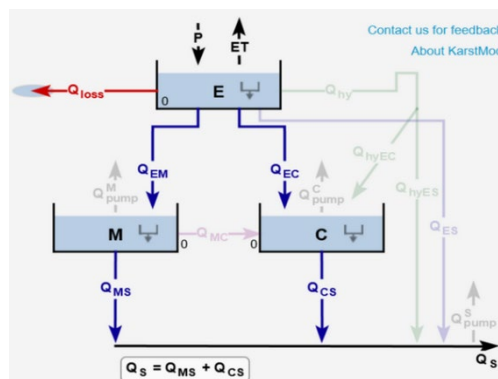 Contact us for feedback
P
ET
About KarstMod
Q_loss
0
E
Q_hy
Q_EM
Q_EC
Q_hyEC
Q_hyES
Q^M_pump
Q^C_pump
Q_ES
M
0
Q_MC
0
C
Q_MS
Q_CS
Q^S_pump
Q_S
Q_S = Q_MS + Q_CS